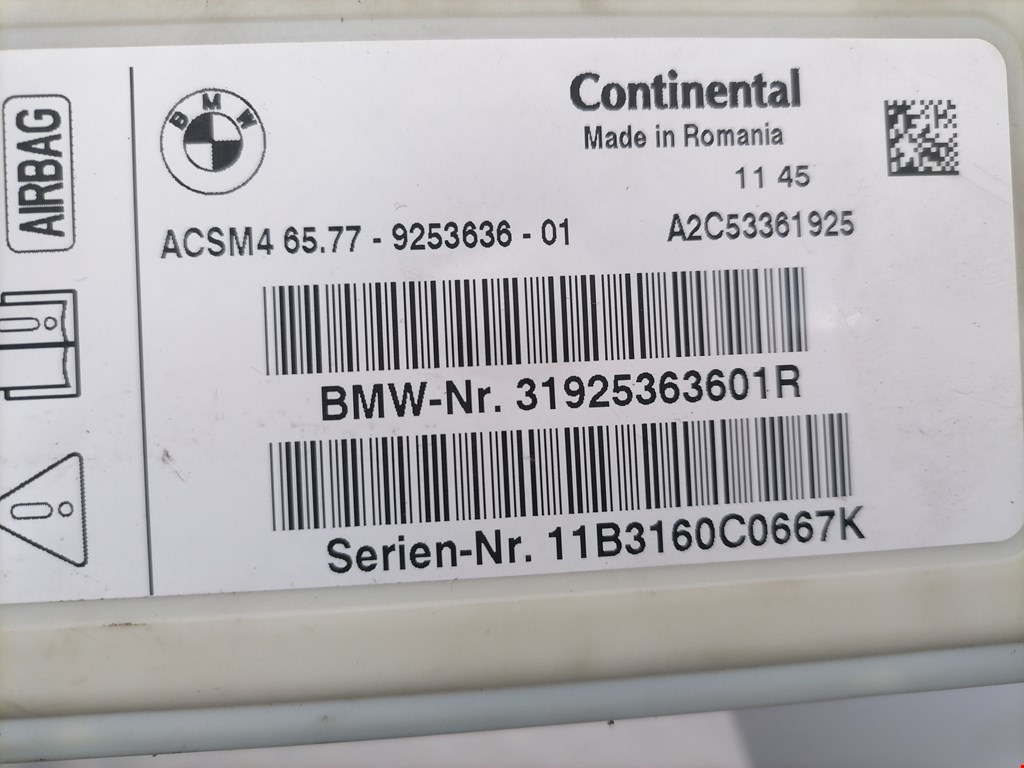 AIRBAG
BMW
Continental
Made in Romania
11 45
ACSM4 65.77 - 9253636 - 01
A2C53361925
BMW-Nr. 31925363601R
Serien-Nr. 11B3160C0667K